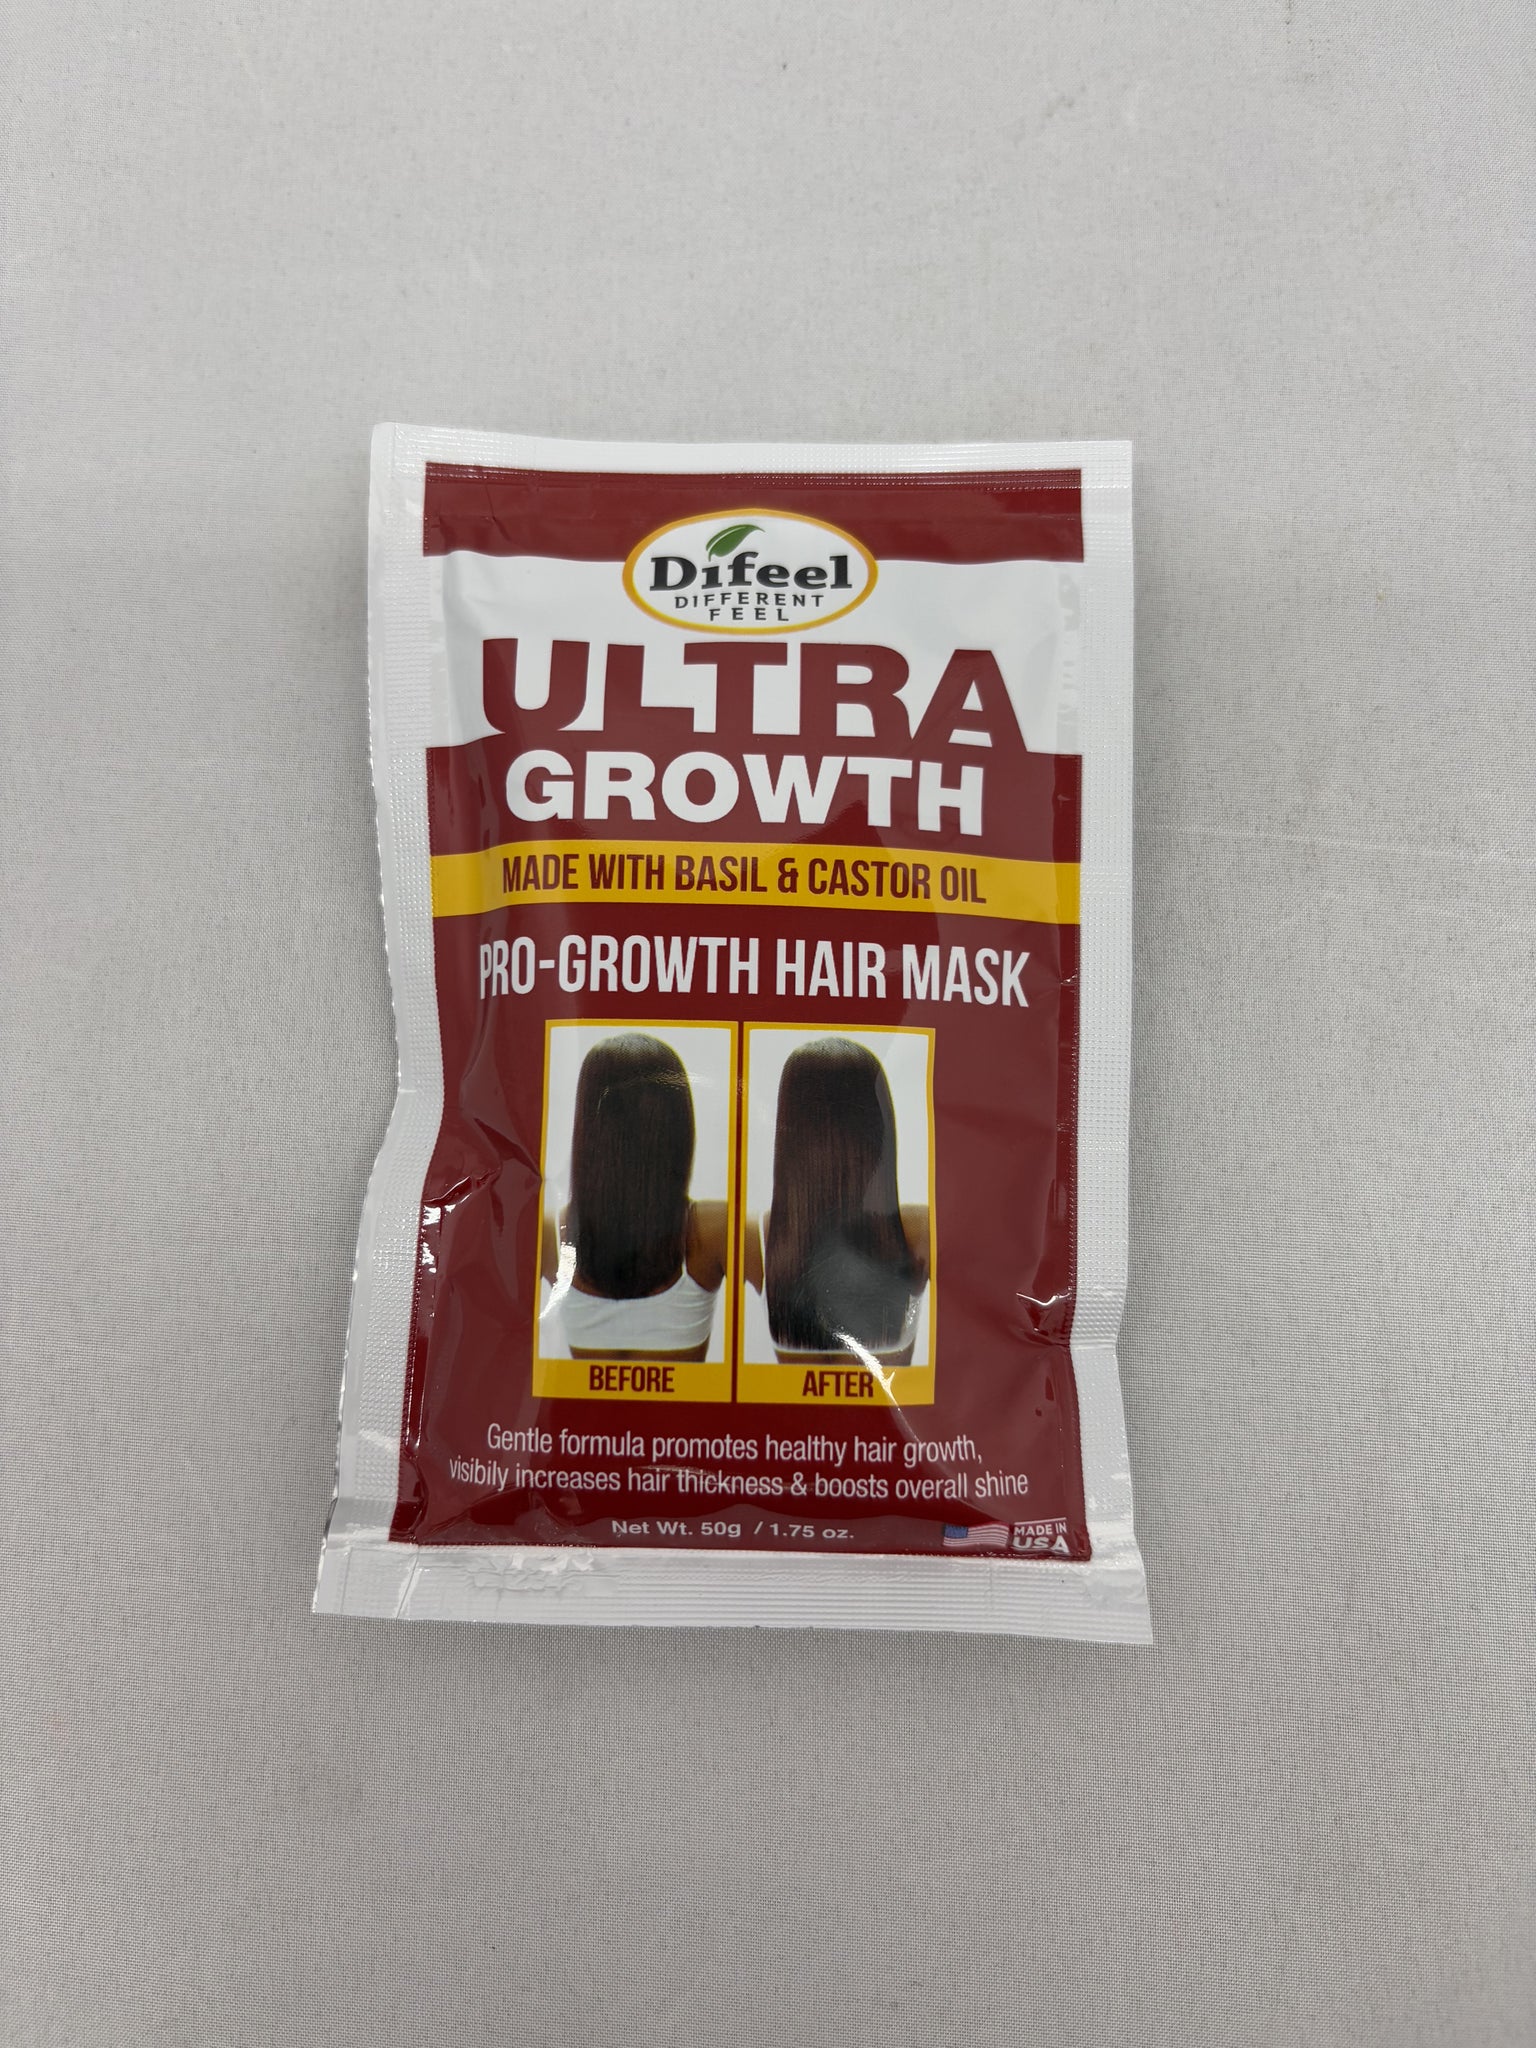 Difeel
DIFFERENT
FEEL
ULTRA
GROWTH
MADE WITH BASIL & CASTOR OIL
PRO-GROWTH HAIR MASK
BEFORE
AFTER
Gentle formula promotes healthy hair growth,
visibily increases hair thickness & boosts overall shine
Net Wt. 50g / 1.75 oz.
MADE IN
USA